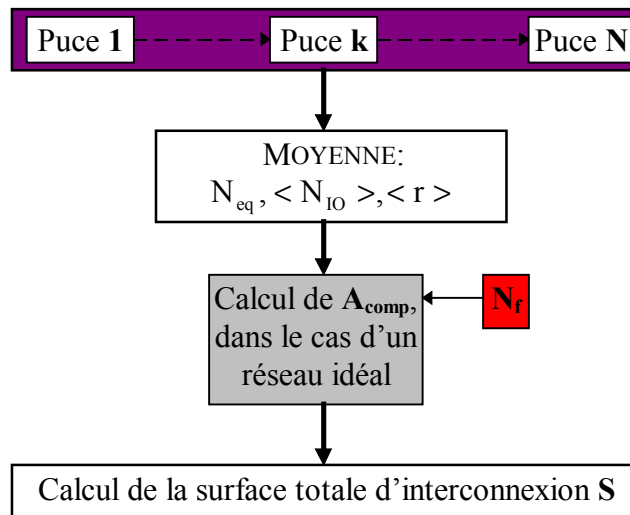 Puce 1 Puce k Puce N
MOYENNE:
N_eq, < N_IO >, < r >
Calcul de A_comp,
dans le cas d'un
réseau idéal
N_f
Calcul de la surface totale d'interconnexion S